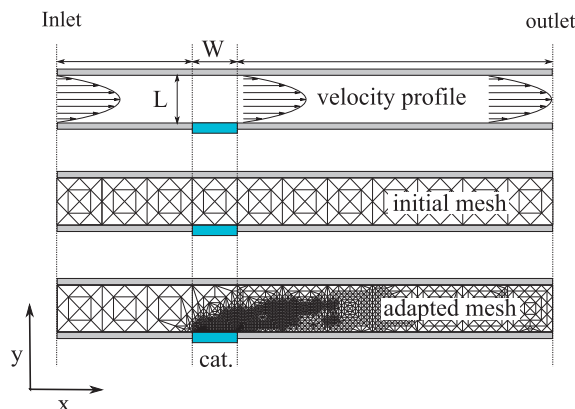 Inlet
outlet
W
L
velocity profile
initial mesh
adapted mesh
cat.
y
x